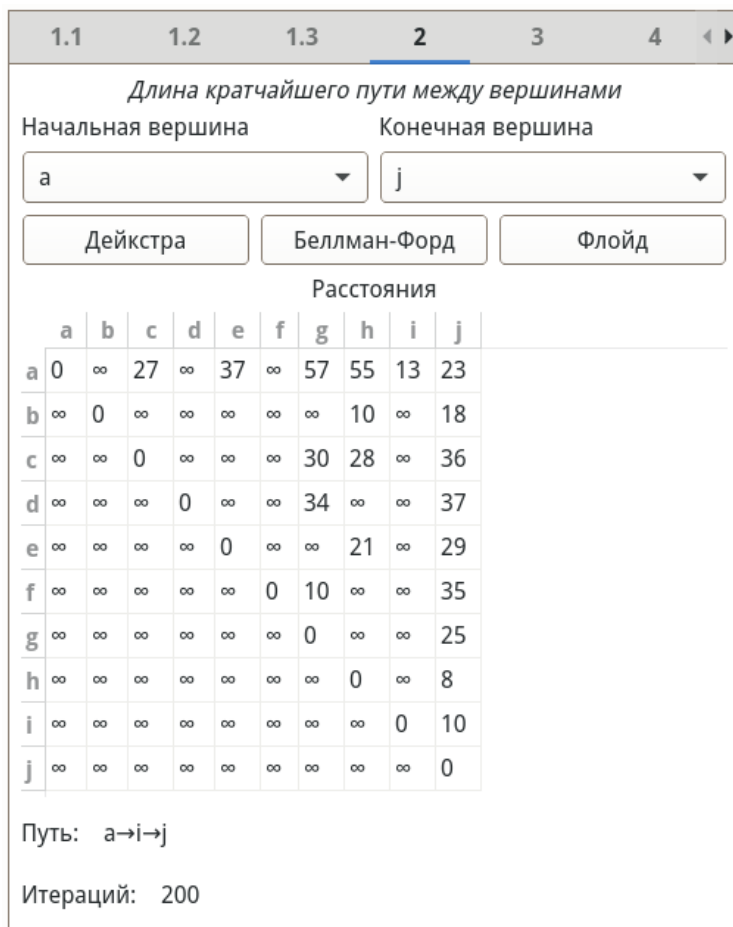 1.1 1.2 1.3 2 3 4
Длина кратчайшего пути между вершинами
Начальная вершина Конечная вершина
a j
Дейкстра Беллман-Форд Флойд
Расстояния
a b c d e f g h i j
a 0 ∞ 27 ∞ 37 ∞ 57 55 13 23
b ∞ 0 ∞ ∞ ∞ ∞ ∞ 10 ∞ 18
c ∞ ∞ 0 ∞ ∞ ∞ 30 28 ∞ 36
d ∞ ∞ ∞ 0 ∞ ∞ 34 ∞ ∞ 37
e ∞ ∞ ∞ ∞ 0 ∞ ∞ 21 ∞ 29
f ∞ ∞ ∞ ∞ ∞ 0 10 ∞ ∞ 35
g ∞ ∞ ∞ ∞ ∞ ∞ 0 ∞ ∞ 25
h ∞ ∞ ∞ ∞ ∞ ∞ ∞ 0 ∞ 8
i ∞ ∞ ∞ ∞ ∞ ∞ ∞ ∞ 0 10
j ∞ ∞ ∞ ∞ ∞ ∞ ∞ ∞ ∞ 0
Путь: a→i→j
Итераций: 200